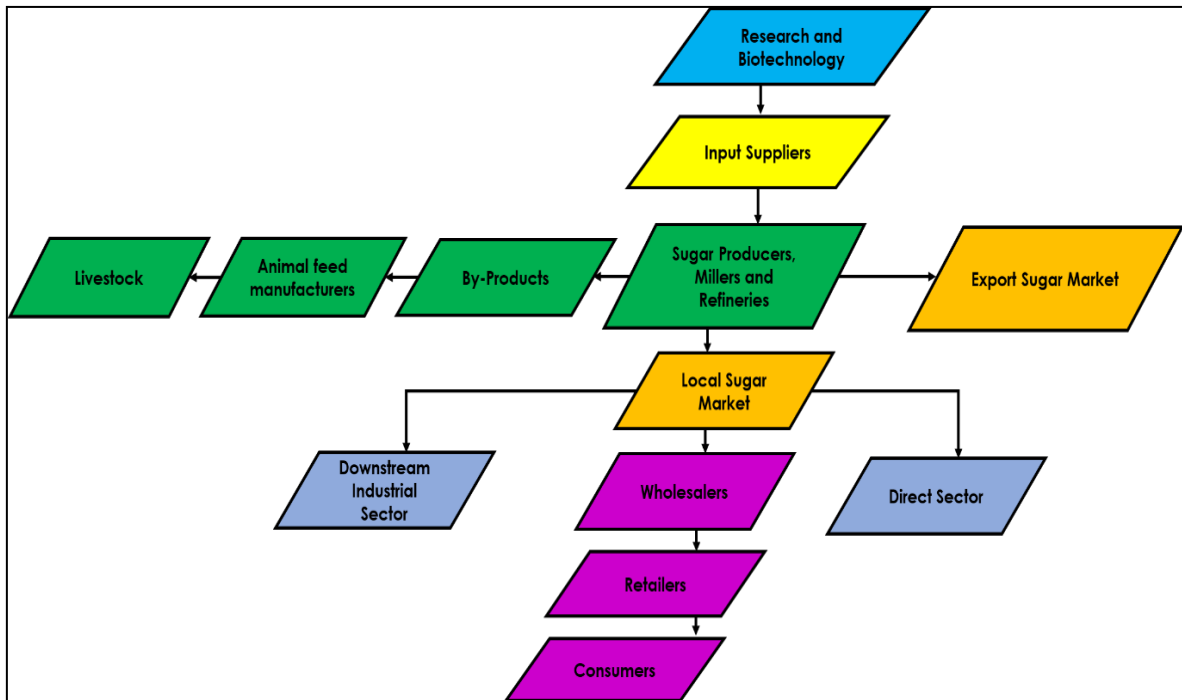 Research and
Biotechnology
Input Suppliers
Livestock
Animal feed
manufacturers
By-Products
Sugar Producers,
Millers and
Refineries
Export Sugar Market
Local Sugar
Market
Downstream
Industrial
Sector
Wholesalers
Direct Sector
Retailers
Consumers